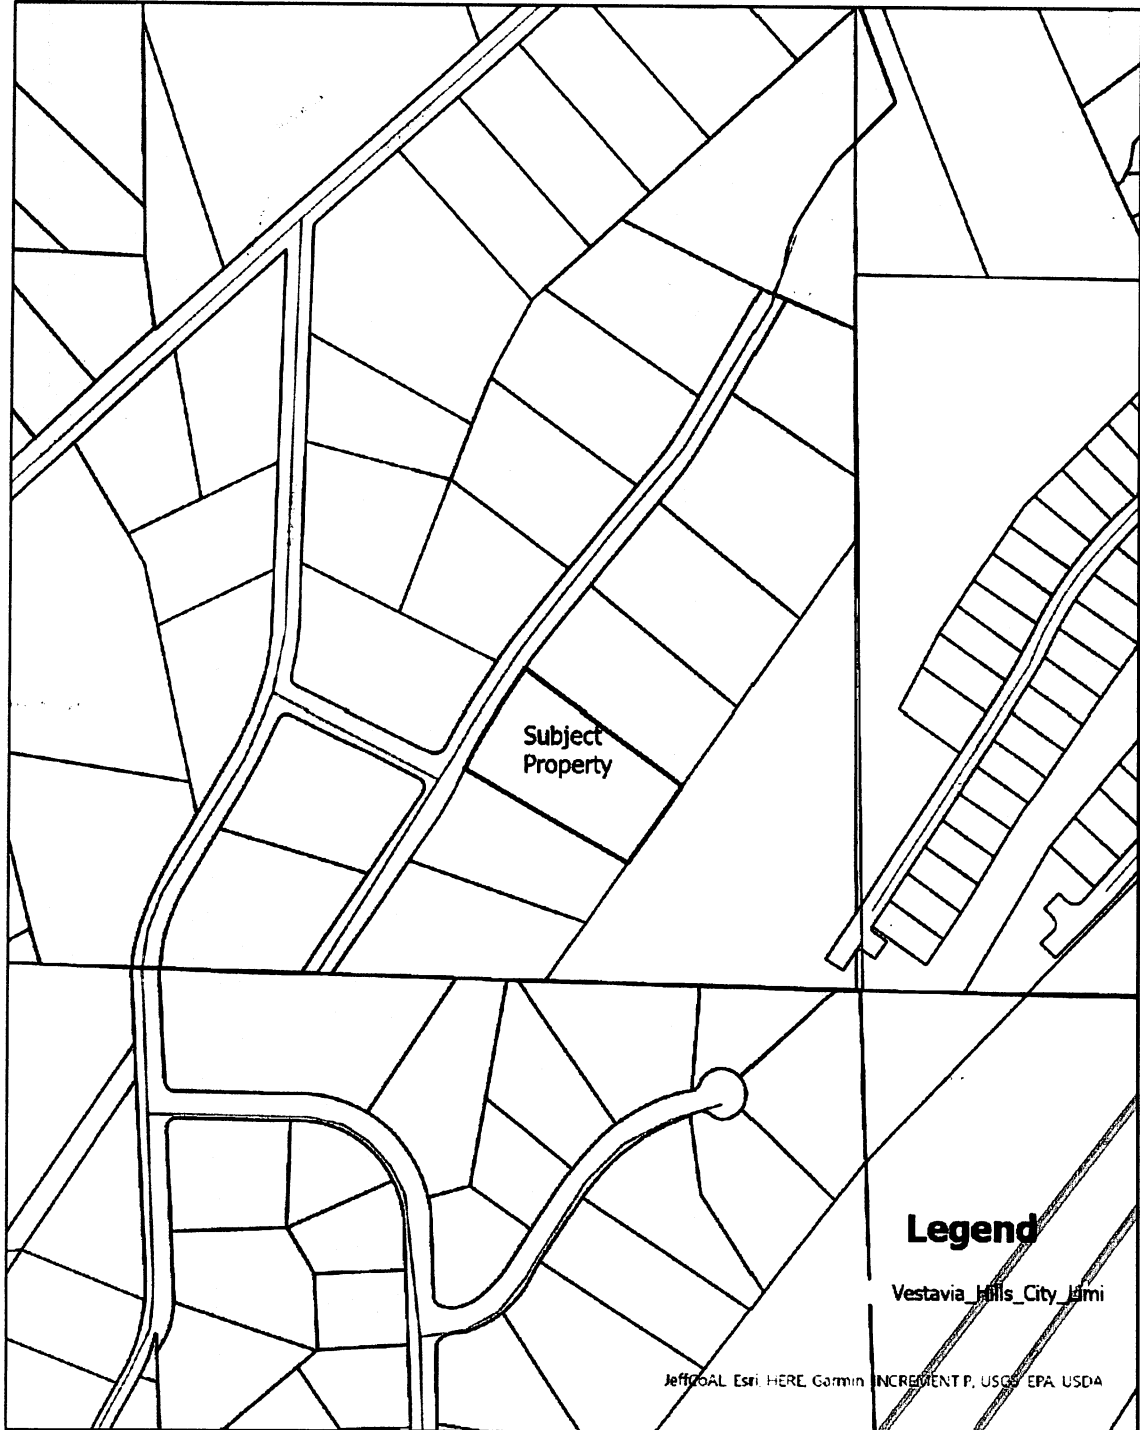 Subject
Property
Legend
Vestavia_Hills_City_Limi
JeffCoAL, Esri, HERE, Garmin, INCREMENT P, USGS, EPA, USDA